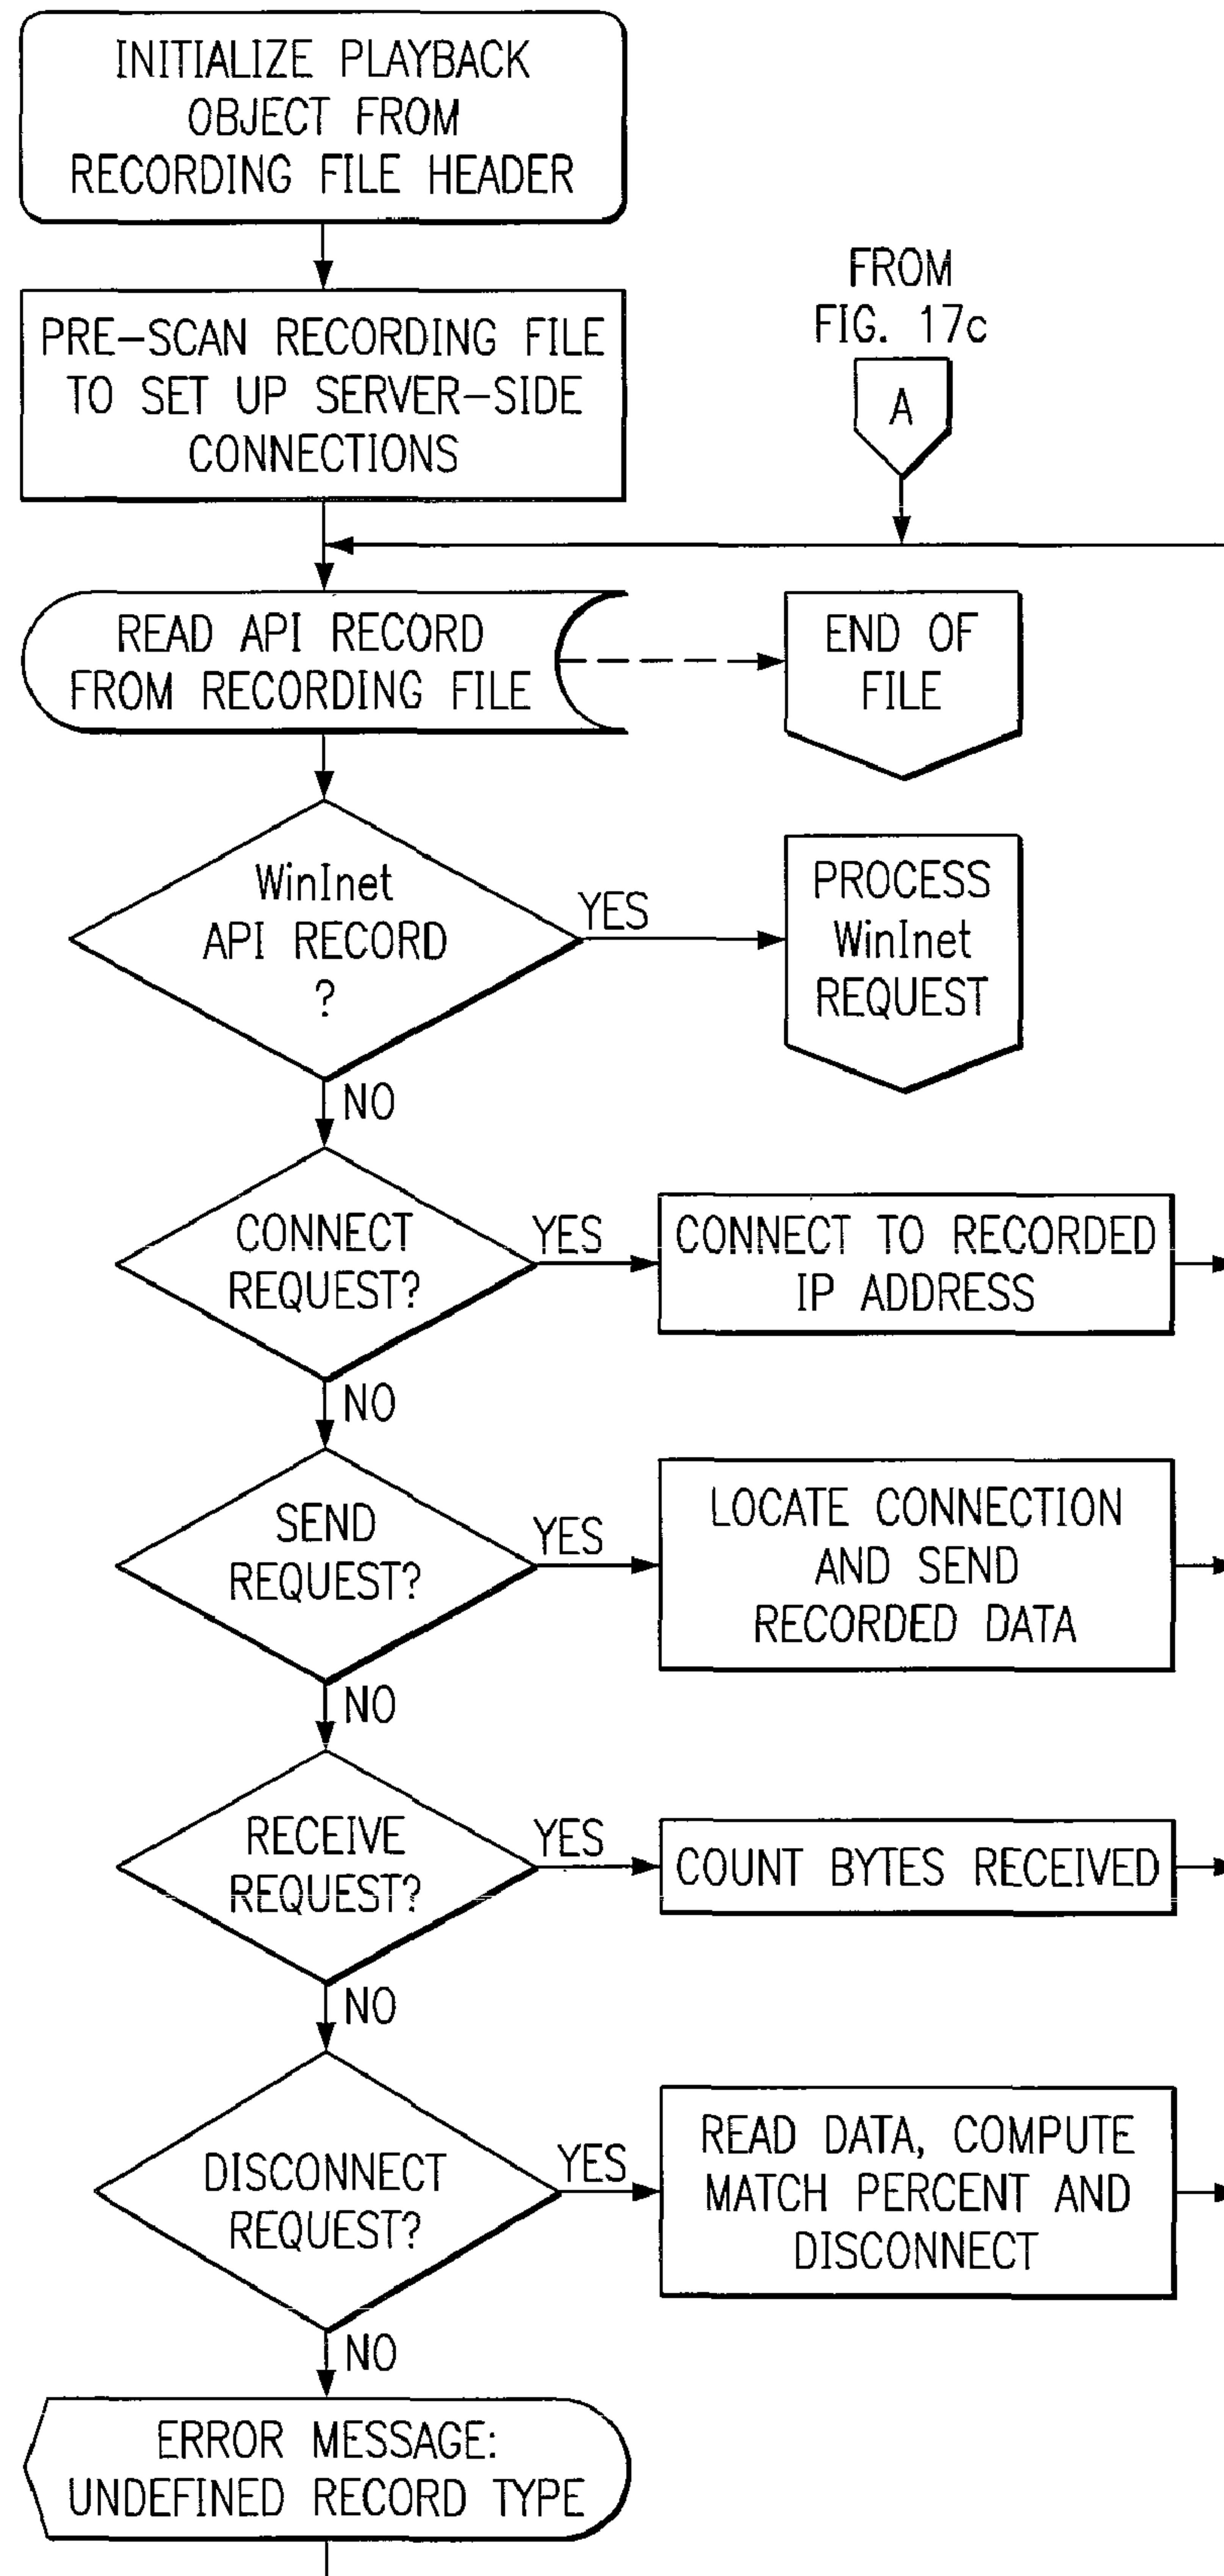 INITIALIZE PLAYBACK
OBJECT FROM
RECORDING FILE HEADER
PRE-SCAN RECORDING FILE
TO SET UP SERVER-SIDE
CONNECTIONS
FROM
FIG. 17c
A
READ API RECORD
FROM RECORDING FILE
END OF
FILE
WinInet
API RECORD
?
YES
PROCESS
WinInet
REQUEST
NO
CONNECT
REQUEST?
YES
CONNECT TO RECORDED
IP ADDRESS
NO
SEND
REQUEST?
YES
LOCATE CONNECTION
AND SEND
RECORDED DATA
NO
RECEIVE
REQUEST?
YES
COUNT BYTES RECEIVED
NO
DISCONNECT
REQUEST?
YES
READ DATA, COMPUTE
MATCH PERCENT AND
DISCONNECT
NO
ERROR MESSAGE:
UNDEFINED RECORD TYPE